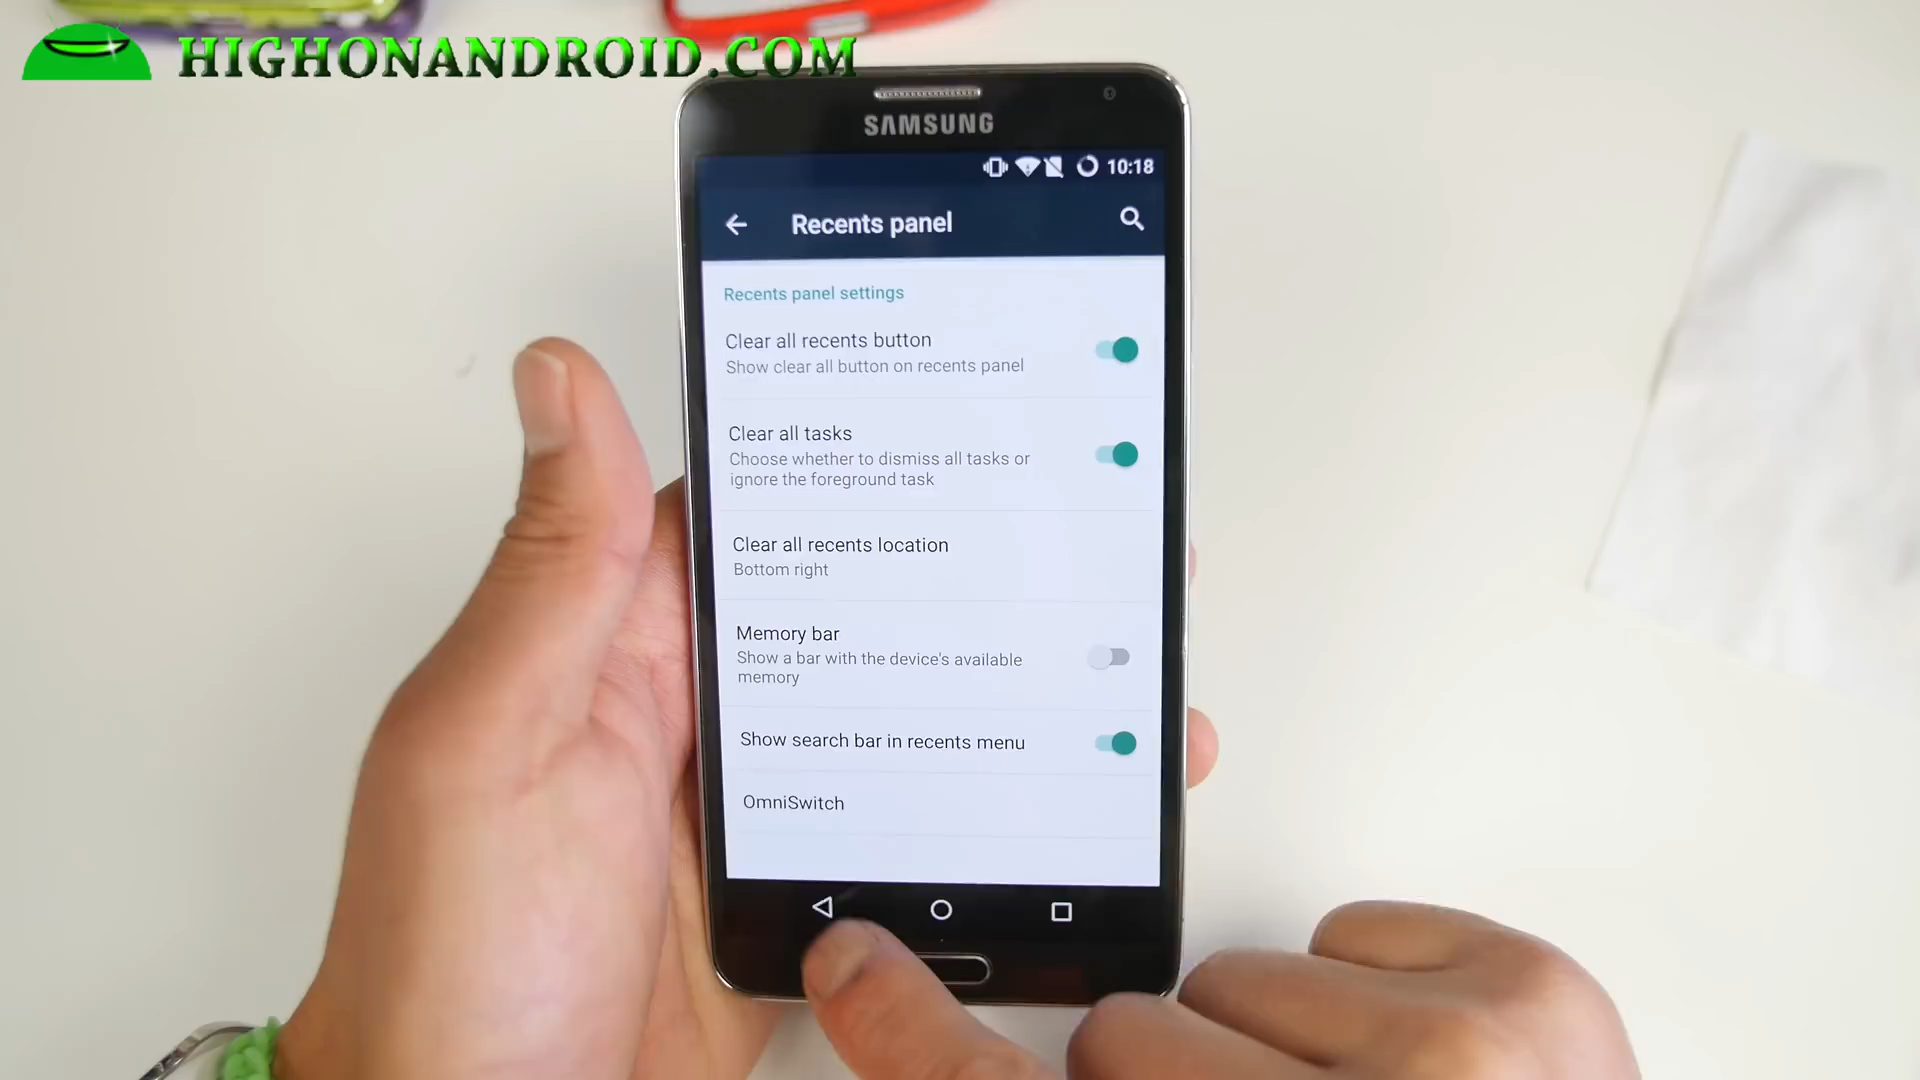 HIGHONANDROID.COM
SAMSUNG
10:18
Recents panel
Recents panel settings
Clear all recents button
Show clear all button on recents panel
Clear all tasks
Choose whether to dismiss all tasks or
ignore the foreground task
Clear all recents location
Bottom right
Memory bar
Show a bar with the device's available
memory
Show search bar in recents menu
OmniSwitch